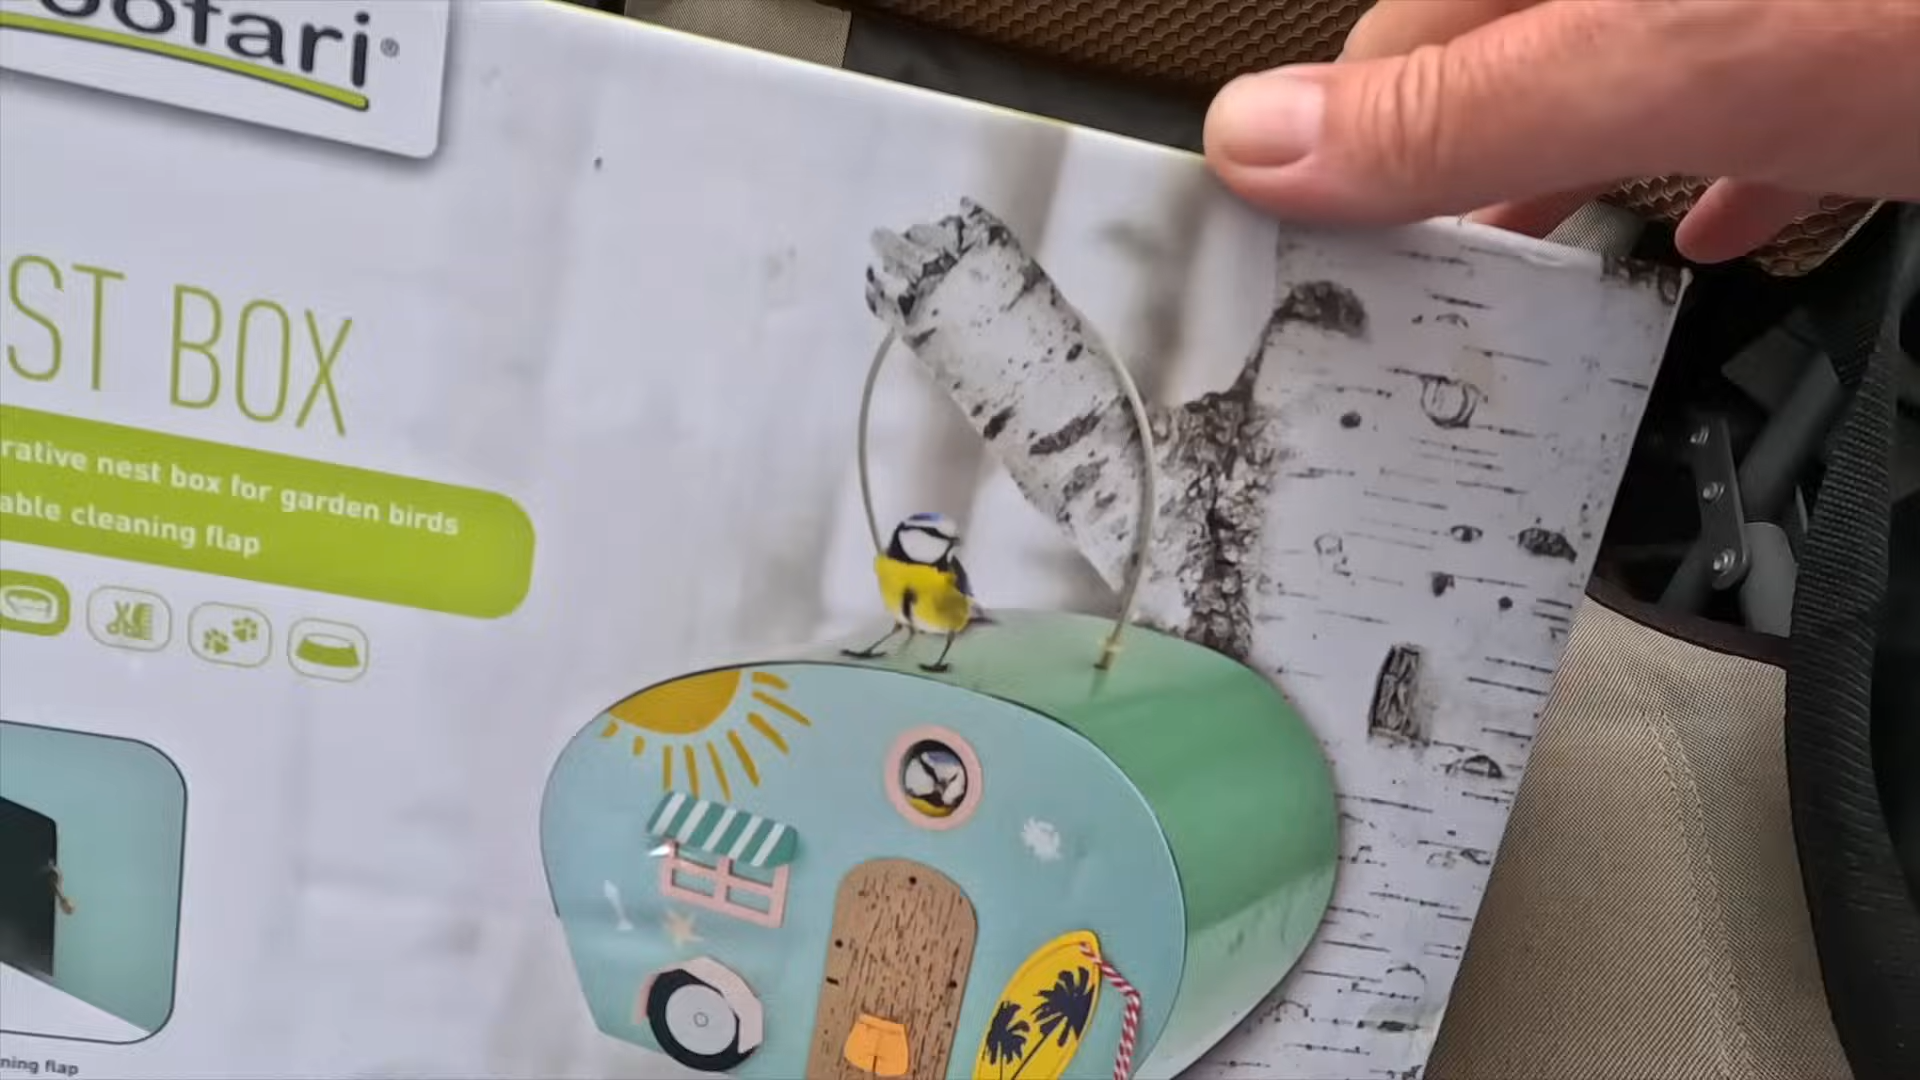 oofari®
ST BOX
rative nest box for garden birds
able cleaning flap
ning flap